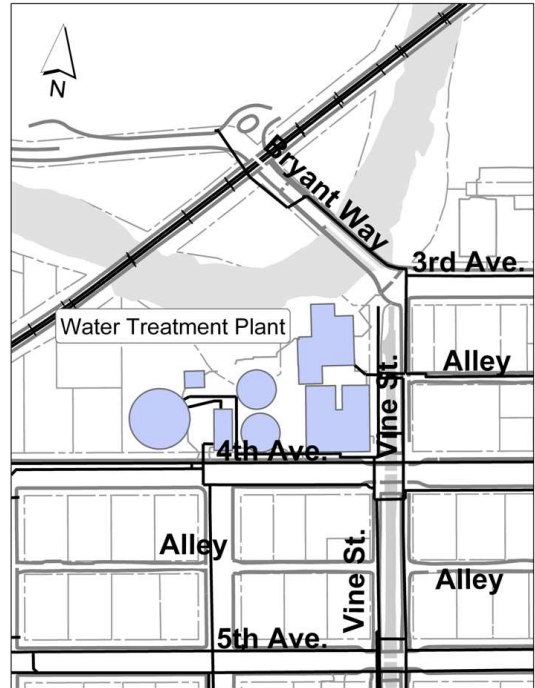 N
Bryant Way
3rd Ave.
Water Treatment Plant
Alley
Vine St.
4th Ave.
Alley
Vine St.
Alley
5th Ave.